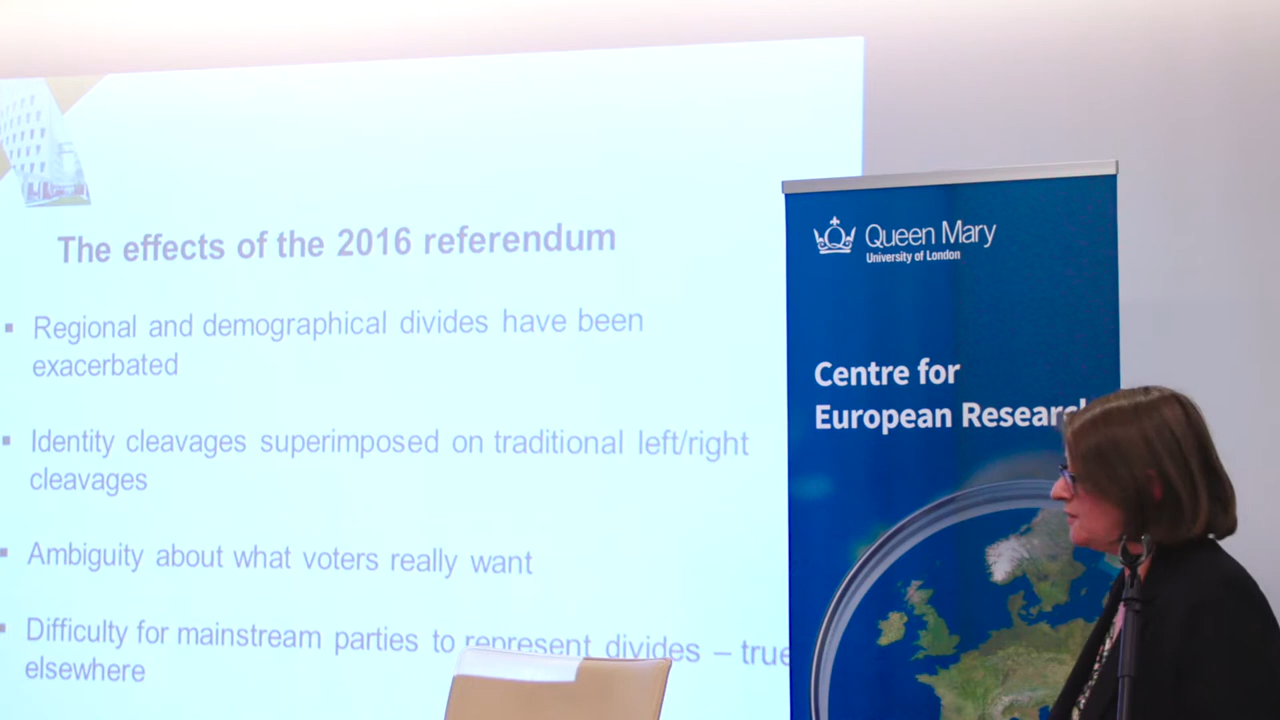 The effects of the 2016 referendum
▪ Regional and demographical divides have been
exacerbated
▪ Identity cleavages superimposed on traditional left/right
cleavages
▪ Ambiguity about what voters really want
▪ Difficulty for mainstream parties to represent divides – true
elsewhere
Queen Mary
University of London
Centre for
European Research